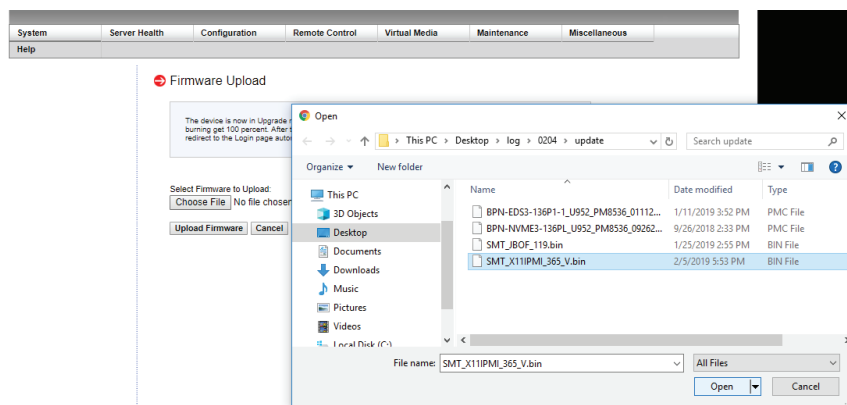 System Server Health Configuration Remote Control Virtual Media Maintenance Miscellaneous
Help
Firmware Upload
The device is now in Upgrade
burning get 100 percent. After
redirect to the Login page auto
Select Firmware to Upload:
Choose File No file chosen
Upload Firmware Cancel
Open
This PC > Desktop > log > 0204 > update
Search update
Organize New folder
This PC
3D Objects
Desktop
Documents
Downloads
Music
Pictures
Videos
Local Disk (C:)
Name Date modified Type
BPN-EDS3-136P1-1_U952_PM8536_01112... 1/11/2019 3:52 PM PMC File
BPN-NVME3-136PL_U952_PM8536_09262... 9/26/2018 2:33 PM PMC File
SMT_JBOF_119.bin 1/25/2019 2:55 PM BIN File
SMT_X11IPMI_365_V.bin 2/5/2019 5:53 PM BIN File
File name: SMT_X11IPMI_365_V.bin All Files
Open Cancel